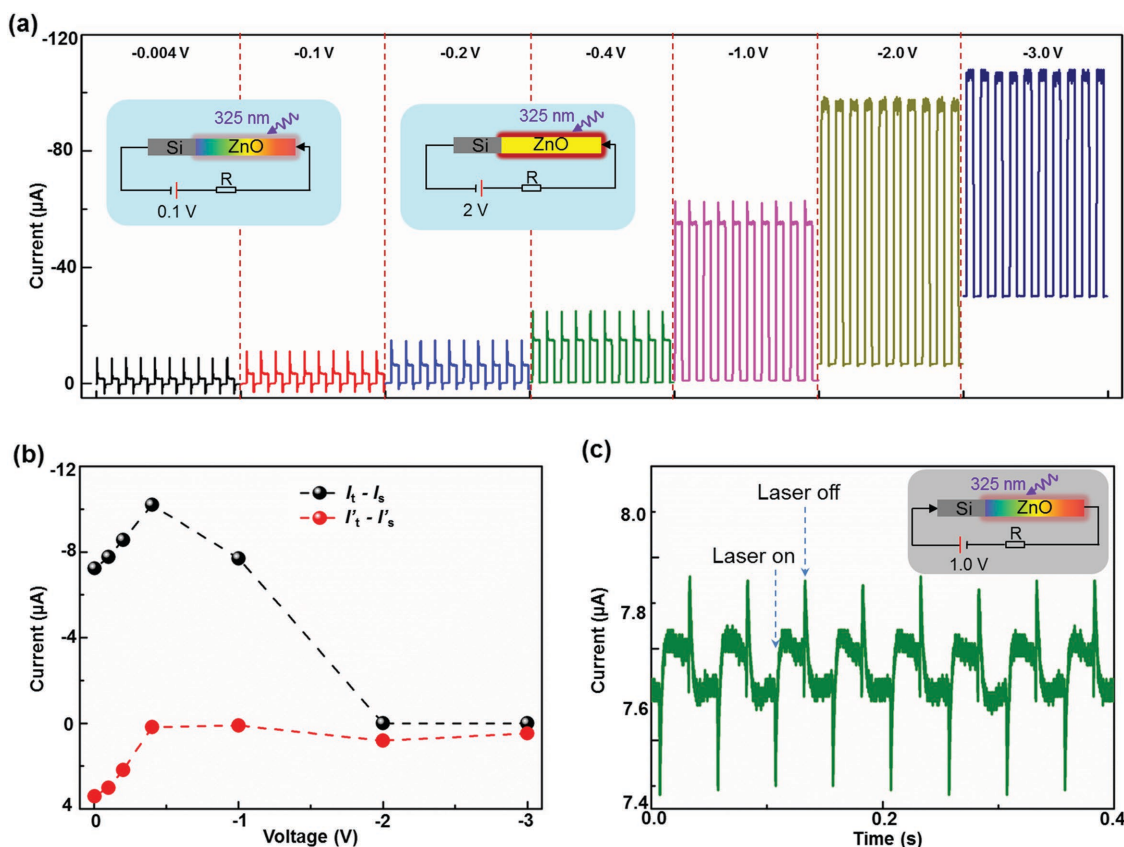 (a)
-120
-80
-40
0
Current (µA)
-0.004 V
-0.1 V
-0.2 V
-0.4 V
-1.0 V
-2.0 V
-3.0 V
325 nm
Si
ZnO
R
0.1 V
325 nm
Si
ZnO
R
2 V
(b)
-12
-8
-4
0
4
Current (µA)
It - Is
I't - I's
0
-1
-2
-3
Voltage (V)
(c)
8.0
7.8
7.6
7.4
Current (µA)
Laser off
Laser on
325 nm
Si
ZnO
R
1.0 V
0.0
0.2
0.4
Time (s)